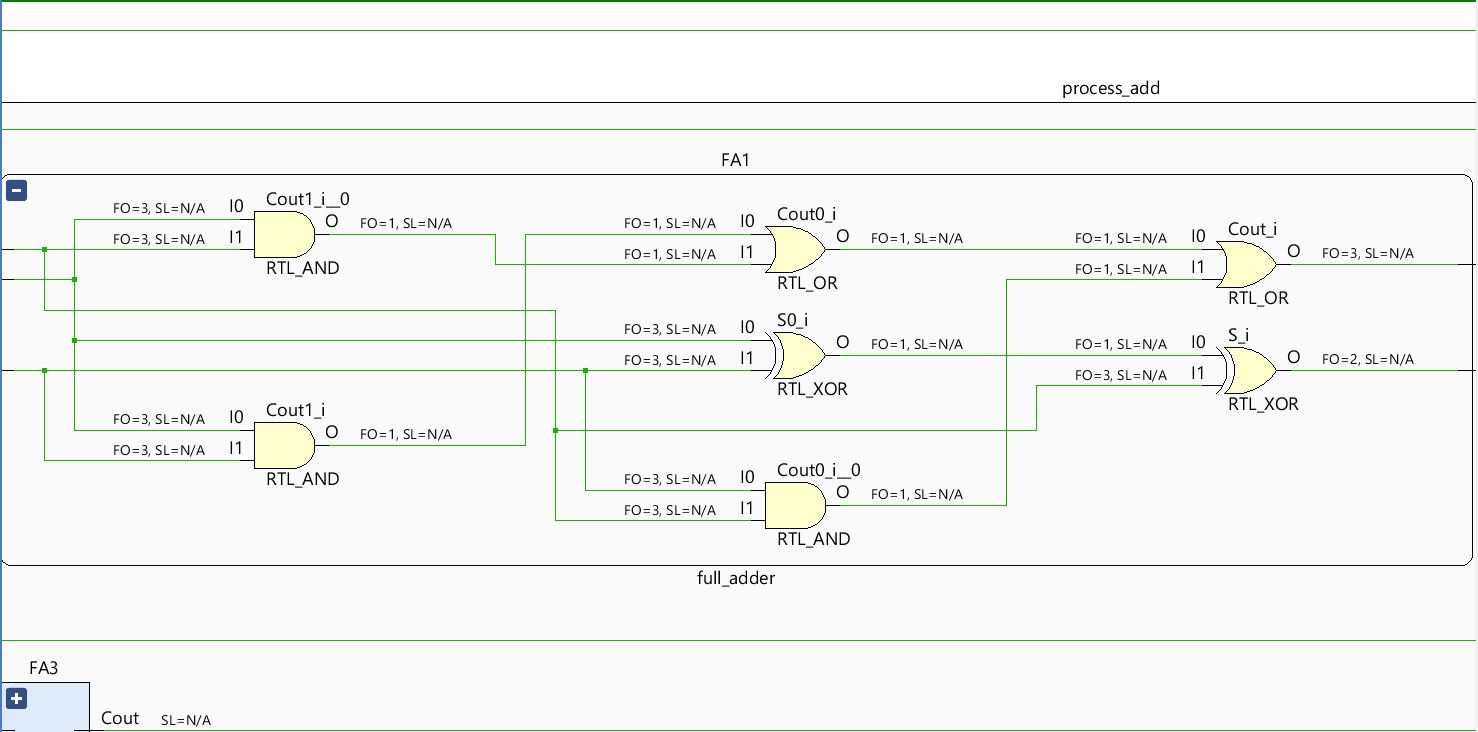 process_add
FA1
Cout1_i__0
FO=3, SL=N/A I0 O FO=1, SL=N/A
FO=3, SL=N/A I1
RTL_AND
Cout0_i
FO=1, SL=N/A I0 O FO=1, SL=N/A
FO=1, SL=N/A I1
RTL_OR
Cout_i
FO=1, SL=N/A I0 O FO=3, SL=N/A
FO=1, SL=N/A I1
RTL_OR
S0_i
FO=3, SL=N/A I0 O FO=1, SL=N/A
FO=3, SL=N/A I1
RTL_XOR
S_i
FO=1, SL=N/A I0 O FO=2, SL=N/A
FO=3, SL=N/A I1
RTL_XOR
Cout1_i
FO=3, SL=N/A I0 O FO=1, SL=N/A
FO=3, SL=N/A I1
RTL_AND
Cout0_i__0
FO=3, SL=N/A I0 O FO=1, SL=N/A
FO=3, SL=N/A I1
RTL_AND
full_adder
FA3
Cout SL=N/A